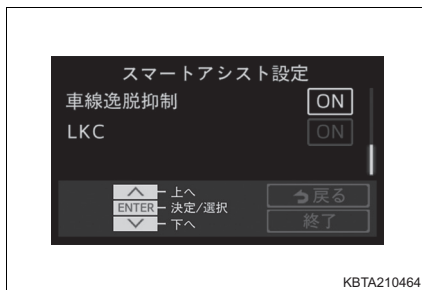 スマートアシスト設定
車線逸脱抑制 ON
LKC ON
上へ
ENTER 決定/選択
下へ
戻る
終了
KBTA210464